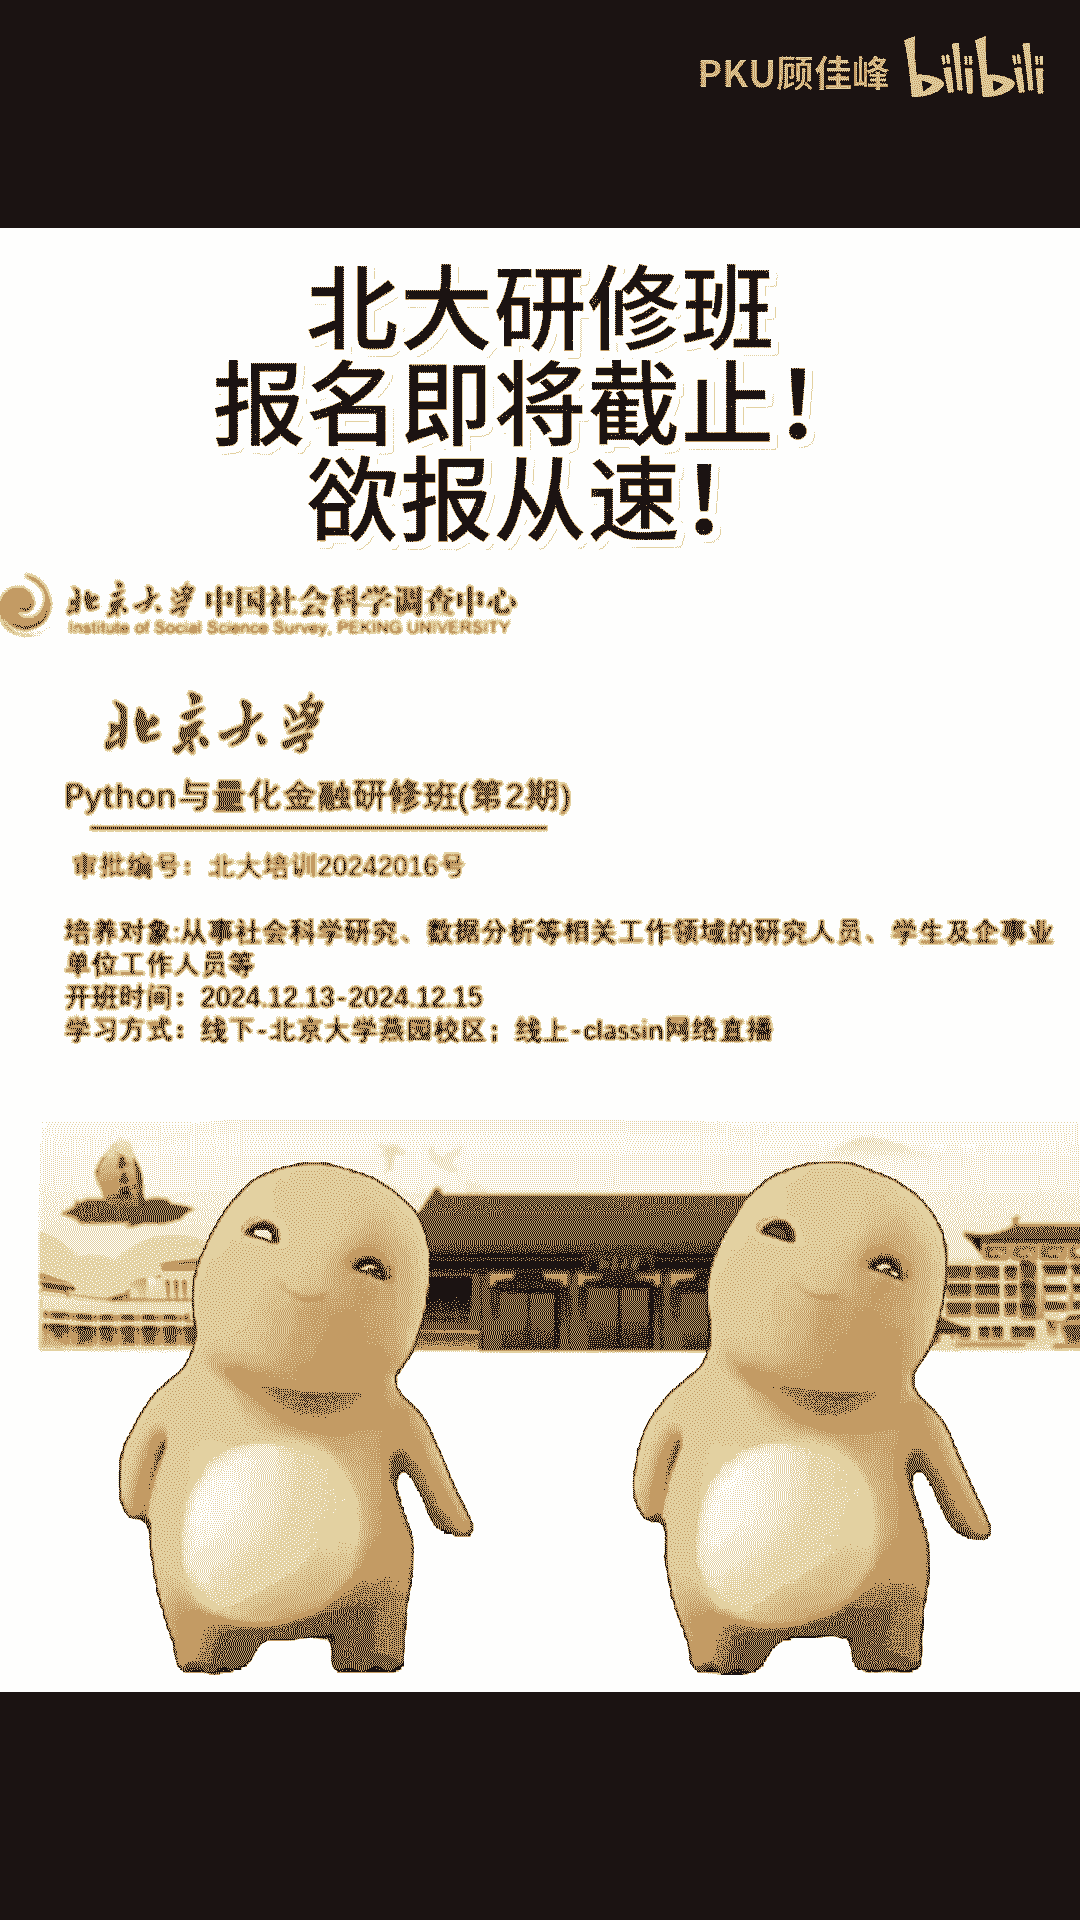 PKU顾佳峰 bilibili
北大研修班
报名即将截止！
欲报从速！
北京大学中国社会科学调查中心
Institute of Social Science Survey, PEKING UNIVERSITY
北京大学
Python与量化金融研修班(第2期)
审批编号：北大培训20242016号
培养对象:从事社会科学研究、数据分析等相关工作领域的研究人员、学生及企事业
单位工作人员等
开班时间：2024.12.13-2024.12.15
学习方式：线下-北京大学燕园校区；线上-classin网络直播